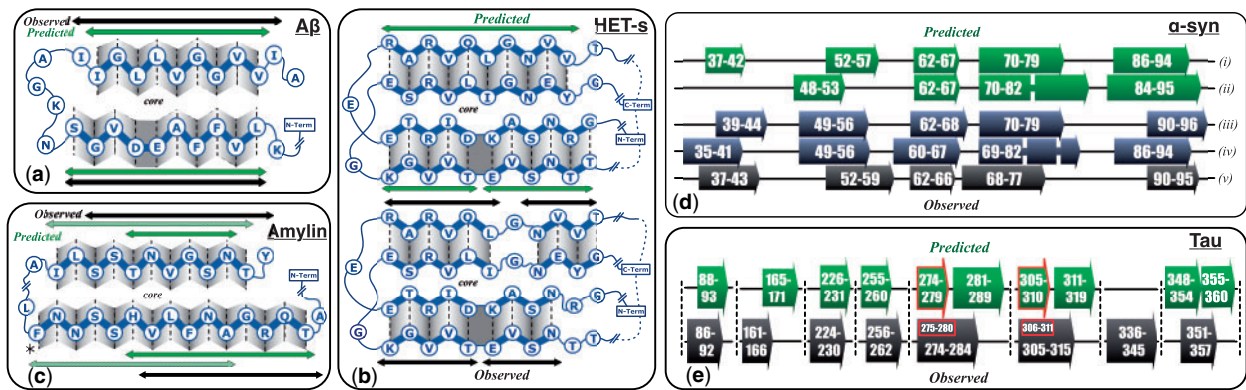 Observed
Predicted
Aβ
A I G L V G V I
I L V G V I A
G
K
core
N S V A F L
G D E F V K
N-Term
(a)
Observed
Predicted
Amylin
L S N G N Y
A I S T V S T
N-Term
core
L
N S H L N
F N S V F A R T A
*
(c)
Predicted
HET-s
R R Q G V T
A V L N V
E R L G E G
S V I N Y
C-Term
core
E
E T I D K A N G
R S R
N-Term
G
K V T E S T
G V V N T
R R Q G V T
A V L N V
E R L G E G
S V I N Y
C-Term
core
E
E T I D K A N G
R S R
N-Term
G
K V T E S T
G V V N T
(b)
Observed
Predicted
α-syn
37-42 52-57 62-67 70-79 86-94 (i)
48-53 62-67 70-82 84-95 (ii)
39-44 49-56 62-68 70-79 90-96 (iii)
35-41 49-56 60-67 69-82 86-94 (iv)
37-43 52-59 62-66 68-77 90-95 (v)
(d)
Observed
Predicted
Tau
88-93 165-171 226-231 255-260 274-279 281-289 305-310 311-319 348-354 355-360
275-280 306-311
86-92 161-166 224-230 256-262 274-284 305-315 336-345 351-357
(e)
Observed